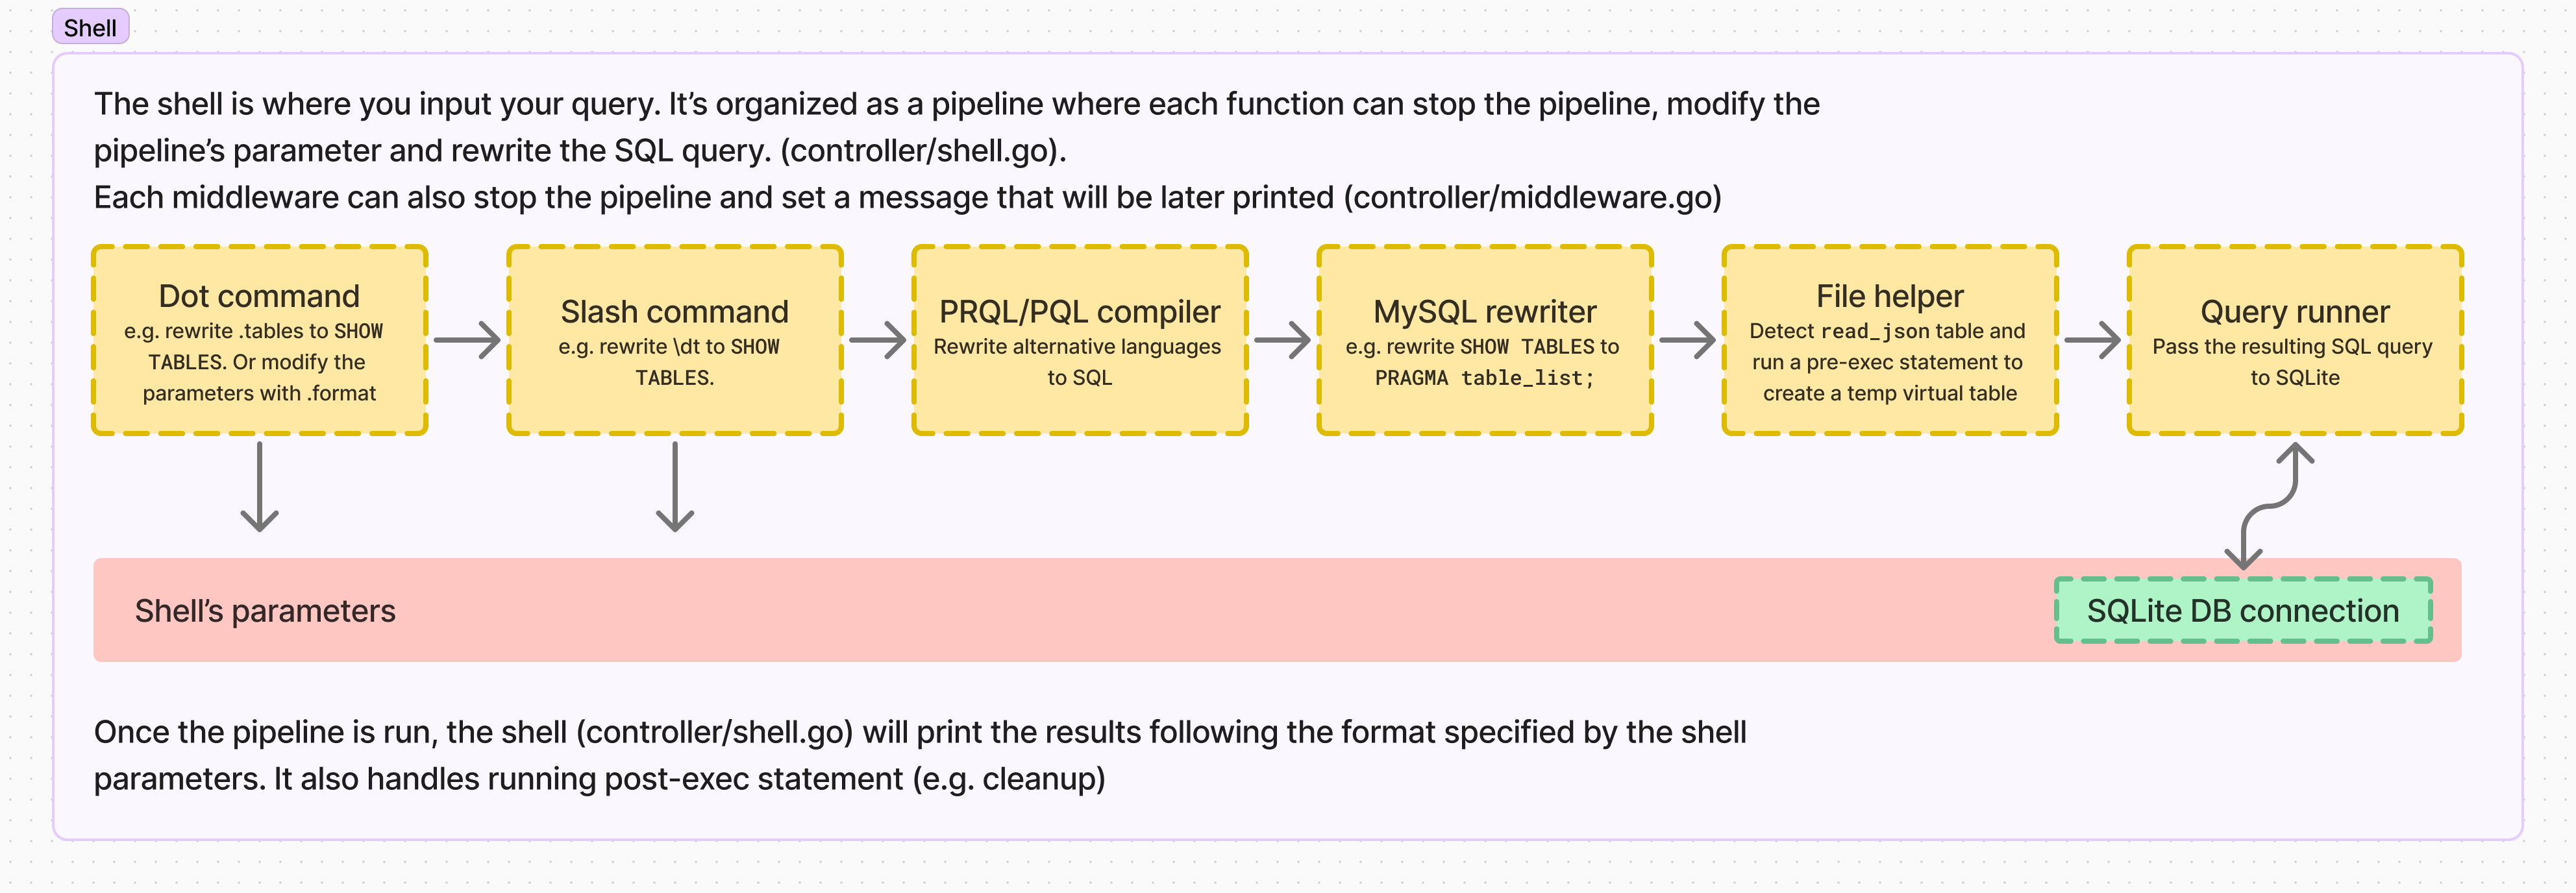 Shell
The shell is where you input your query. It’s organized as a pipeline where each function can stop the pipeline, modify the
pipeline’s parameter and rewrite the SQL query. (controller/shell.go).
Each middleware can also stop the pipeline and set a message that will be later printed (controller/middleware.go)
Dot command
e.g. rewrite .tables to SHOW
TABLES. Or modify the
parameters with .format
Slash command
e.g. rewrite \dt to SHOW
TABLES.
PRQL/PQL compiler
Rewrite alternative languages
to SQL
MySQL rewriter
e.g. rewrite SHOW TABLES to
PRAGMA table_list;
File helper
Detect read_json table and
run a pre-exec statement to
create a temp virtual table
Query runner
Pass the resulting SQL query
to SQLite
Shell’s parameters
SQLite DB connection
Once the pipeline is run, the shell (controller/shell.go) will print the results following the format specified by the shell
parameters. It also handles running post-exec statement (e.g. cleanup)